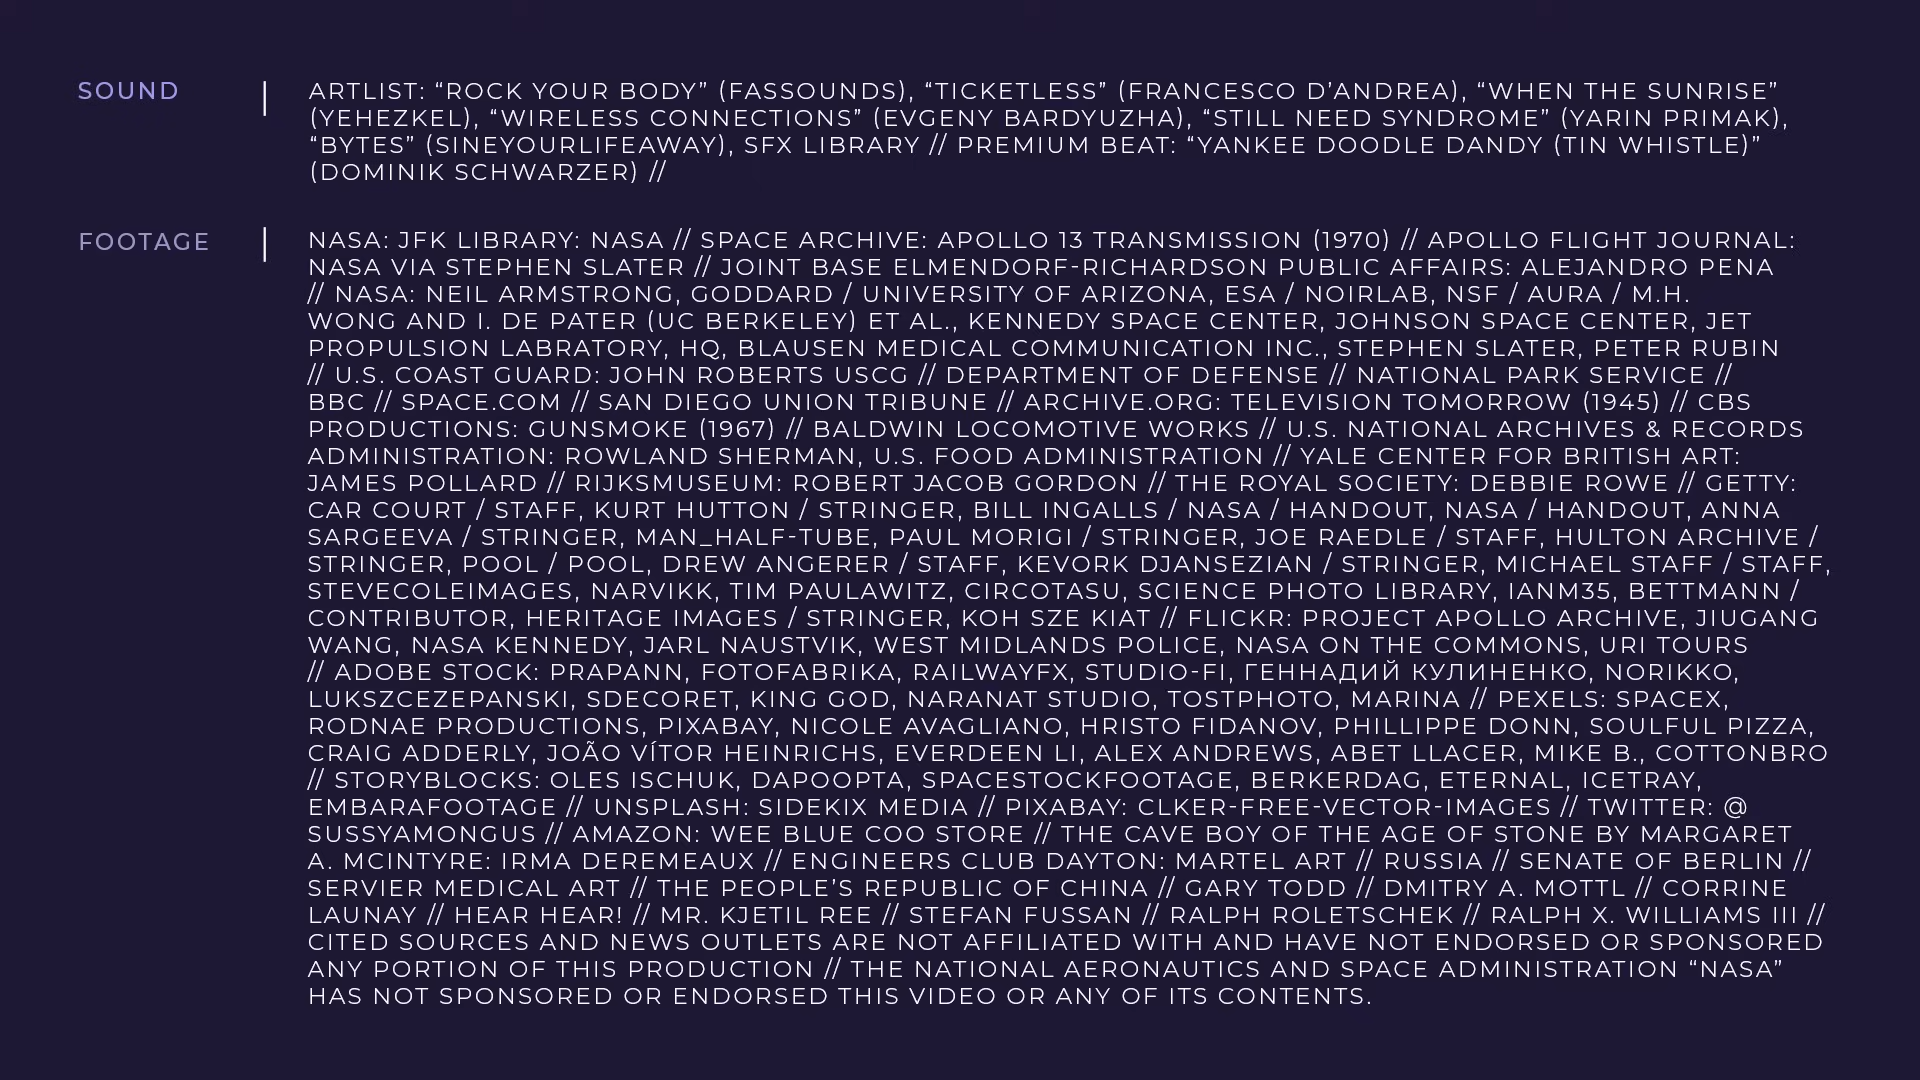 SOUND | ARTLIST: “ROCK YOUR BODY” (FASSOUNDS), “TICKETLESS” (FRANCESCO D’ANDREA), “WHEN THE SUNRISE”
(YEHEZKEL), “WIRELESS CONNECTIONS” (EVGENY BARDYUZHA), “STILL NEED SYNDROME” (YARIN PRIMAK),
“BYTES” (SINEYOURLIFEAWAY), SFX LIBRARY // PREMIUM BEAT: “YANKEE DOODLE DANDY (TIN WHISTLE)”
(DOMINIK SCHWARZER) //
FOOTAGE | NASA: JFK LIBRARY: NASA // SPACE ARCHIVE: APOLLO 13 TRANSMISSION (1970) // APOLLO FLIGHT JOURNAL:
NASA VIA STEPHEN SLATER // JOINT BASE ELMENDORF-RICHARDSON PUBLIC AFFAIRS: ALEJANDRO PENA
// NASA: NEIL ARMSTRONG, GODDARD / UNIVERSITY OF ARIZONA, ESA / NOIRLAB, NSF / AURA / M.H.
WONG AND I. DE PATER (UC BERKELEY) ET AL., KENNEDY SPACE CENTER, JOHNSON SPACE CENTER, JET
PROPULSION LABRATORY, HQ, BLAUSEN MEDICAL COMMUNICATION INC., STEPHEN SLATER, PETER RUBIN
// U.S. COAST GUARD: JOHN ROBERTS USCG // DEPARTMENT OF DEFENSE // NATIONAL PARK SERVICE //
BBC // SPACE.COM // SAN DIEGO UNION TRIBUNE // ARCHIVE.ORG: TELEVISION TOMORROW (1945) // CBS
PRODUCTIONS: GUNSMOKE (1967) // BALDWIN LOCOMOTIVE WORKS // U.S. NATIONAL ARCHIVES & RECORDS
ADMINISTRATION: ROWLAND SHERMAN, U.S. FOOD ADMINISTRATION // YALE CENTER FOR BRITISH ART:
JAMES POLLARD // RIJKSMUSEUM: ROBERT JACOB GORDON // THE ROYAL SOCIETY: DEBBIE ROWE // GETTY:
CAR COURT / STAFF, KURT HUTTON / STRINGER, BILL INGALLS / NASA / HANDOUT, NASA / HANDOUT, ANNA
SARGEEVA / STRINGER, MAN_HALF-TUBE, PAUL MORIGI / STRINGER, JOE RAEDLE / STAFF, HULTON ARCHIVE /
STRINGER, POOL / POOL, DREW ANGERER / STAFF, KEVORK DJANSEZIAN / STRINGER, MICHAEL STAFF / STAFF,
STEVECOLEIMAGES, NARVIKK, TIM PAULAWITZ, CIRCOTASU, SCIENCE PHOTO LIBRARY, IANM35, BETTMANN /
CONTRIBUTOR, HERITAGE IMAGES / STRINGER, KOH SZE KIAT // FLICKR: PROJECT APOLLO ARCHIVE, JIUGANG
WANG, NASA KENNEDY, JARL NAUSTVIK, WEST MIDLANDS POLICE, NASA ON THE COMMONS, URI TOURS
// ADOBE STOCK: PRAPANN, FOTOFABRIKA, RAILWAYFX, STUDIO-FI, ГЕННАДИЙ КУЛИНЕНКО, NORIKKO,
LUKSZCZEZEPANSKI, SDECORET, KING GOD, NARANAT STUDIO, TOSTPHOTO, MARINA // PEXELS: SPACEX,
RODNAE PRODUCTIONS, PIXABAY, NICOLE AVAGLIANO, HRISTO FIDANOV, PHILLIPPE DONN, SOULFUL PIZZA,
CRAIG ADDERLY, JOÃO VÍTOR HEINRICHS, EVERDEEN LI, ALEX ANDREWS, ABET LLACER, MIKE B., COTTONBRO
// STORYBLOCKS: OLES ISCHUK, DAPOOPTA, SPACESTOCKFOOTAGE, BERKERDAG, ETERNAL, ICETRAY,
EMBARAFOOTAGE // UNSPLASH: SIDEKIX MEDIA // PIXABAY: CLKER-FREE-VECTOR-IMAGES // TWITTER: @
SUSSYAMONGUS // AMAZON: WEE BLUE COO STORE // THE CAVE BOY OF THE AGE OF STONE BY MARGARET
A. MCINTYRE: IRMA DEREMEAUX // ENGINEERS CLUB DAYTON: MARTEL ART // RUSSIA // SENATE OF BERLIN //
SERVIER MEDICAL ART // THE PEOPLE’S REPUBLIC OF CHINA // GARY TODD // DMITRY A. MOTTL // CORRINE
LAUNAY // HEAR HEAR! // MR. KJETIL REE // STEFAN FUSSAN // RALPH ROLETSCHEK // RALPH X. WILLIAMS III //
CITED SOURCES AND NEWS OUTLETS ARE NOT AFFILIATED WITH AND HAVE NOT ENDORSED OR SPONSORED
ANY PORTION OF THIS PRODUCTION // THE NATIONAL AERONAUTICS AND SPACE ADMINISTRATION “NASA”
HAS NOT SPONSORED OR ENDORSED THIS VIDEO OR ANY OF ITS CONTENTS.